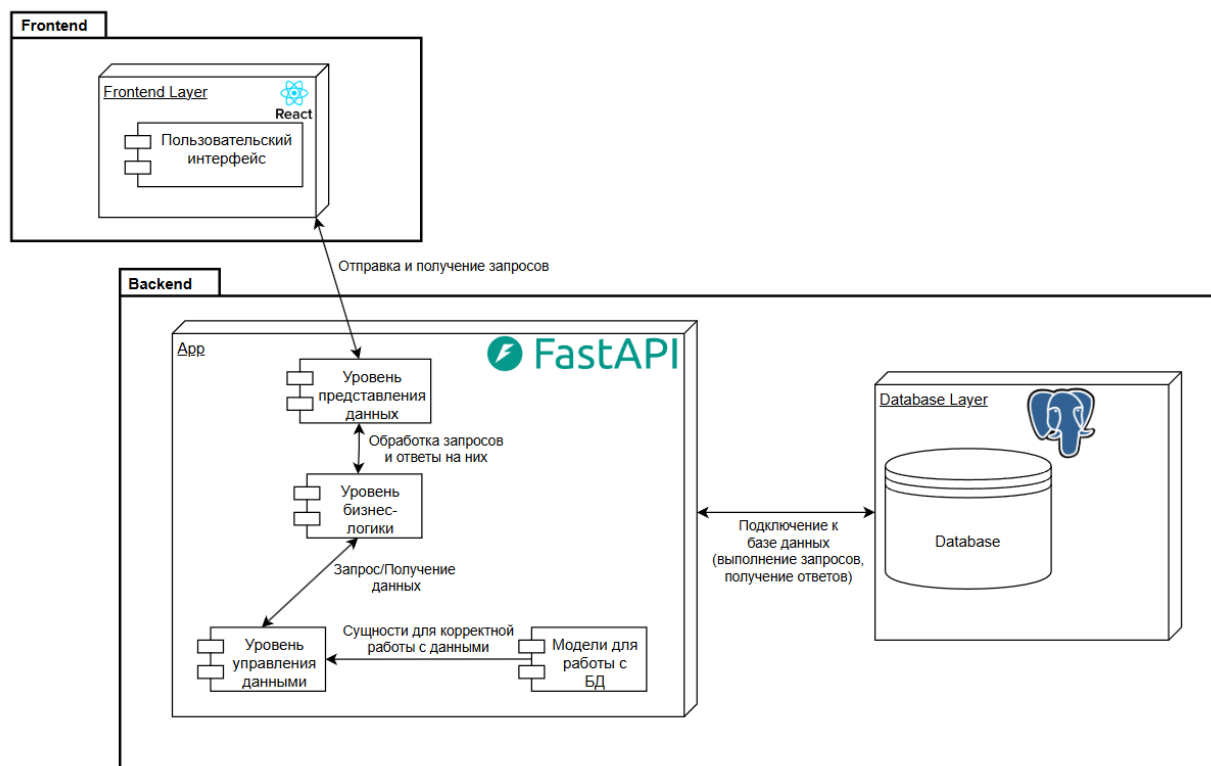 Frontend
Frontend Layer
React
Пользовательский
интерфейс
Отправка и получение запросов
Backend
App
FastAPI
Уровень
представления
данных
Обработка запросов
и ответы на них
Уровень
бизнес-
логики
Запрос/Получение
данных
Уровень
управления
данными
Сущности для корректной
работы с данными
Модели для
работы с
БД
Подключение к
базе данных
(выполнение запросов,
получение ответов)
Database Layer
Database